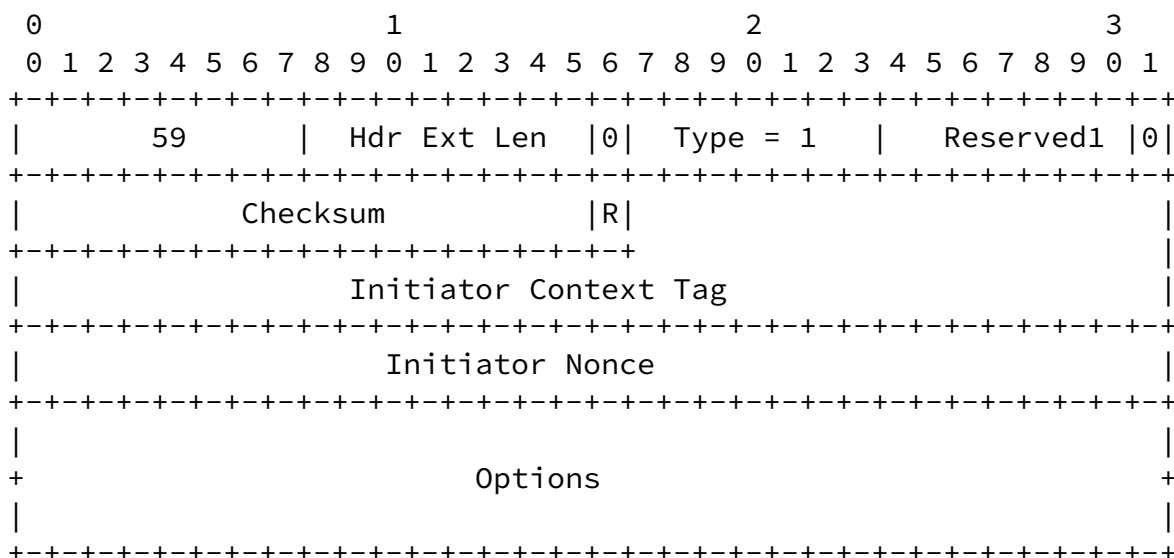 0                   1                   2                   3
0 1 2 3 4 5 6 7 8 9 0 1 2 3 4 5 6 7 8 9 0 1 2 3 4 5 6 7 8 9 0 1
+-+-+-+-+-+-+-+-+-+-+-+-+-+-+-+-+-+-+-+-+-+-+-+-+-+-+-+-+-+-+-+-+
|       59      |  Hdr Ext Len  |0|  Type = 1   |   Reserved1 |0|
+-+-+-+-+-+-+-+-+-+-+-+-+-+-+-+-+-+-+-+-+-+-+-+-+-+-+-+-+-+-+-+-+
|            Checksum           |R|                             |
+-+-+-+-+-+-+-+-+-+-+-+-+-+-+-+-+-+                             |
|                  Initiator Context Tag                        |
+-+-+-+-+-+-+-+-+-+-+-+-+-+-+-+-+-+-+-+-+-+-+-+-+-+-+-+-+-+-+-+-+
|                    Initiator Nonce                            |
+-+-+-+-+-+-+-+-+-+-+-+-+-+-+-+-+-+-+-+-+-+-+-+-+-+-+-+-+-+-+-+-+
|                                                               |
+                         Options                               +
|                                                               |
+-+-+-+-+-+-+-+-+-+-+-+-+-+-+-+-+-+-+-+-+-+-+-+-+-+-+-+-+-+-+-+-+